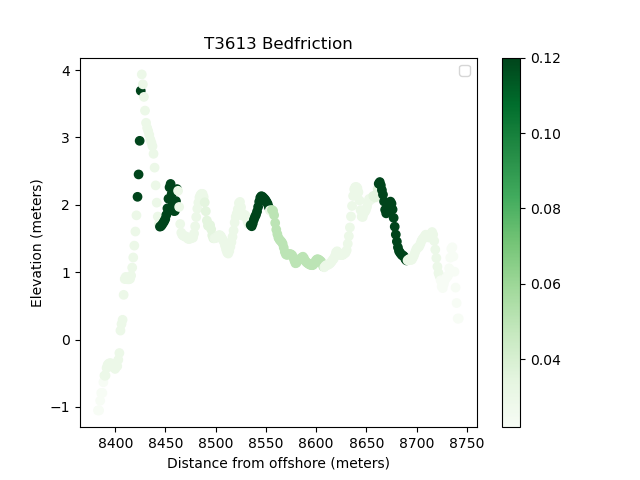 T3613 Bedfriction
4
3
2
1
0
−1
Elevation (meters)
8400 8450 8500 8550 8600 8650 8700 8750
Distance from offshore (meters)
0.12
0.10
0.08
0.06
0.04